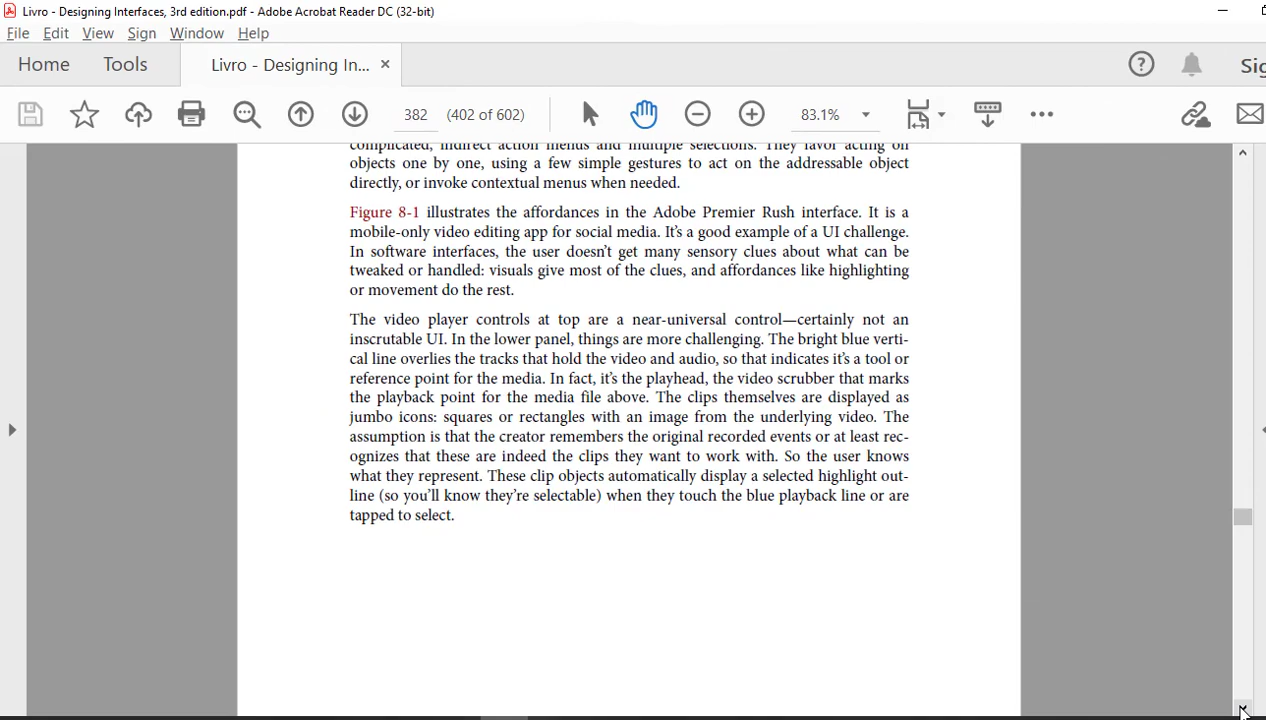 Livro - Designing Interfaces, 3rd edition.pdf - Adobe Acrobat Reader DC (32-bit)
File Edit View Sign Window Help
Home Tools Livro - Designing In... ×
Sig
382 (402 of 602) 83.1%
complicated, indirect action menus and multiple selections. They favor acting on
objects one by one, using a few simple gestures to act on the addressable object
directly, or invoke contextual menus when needed.
Figure 8-1 illustrates the affordances in the Adobe Premier Rush interface. It is a
mobile-only video editing app for social media. It’s a good example of a UI challenge.
In software interfaces, the user doesn’t get many sensory clues about what can be
tweaked or handled: visuals give most of the clues, and affordances like highlighting
or movement do the rest.
The video player controls at top are a near-universal control—certainly not an
inscrutable UI. In the lower panel, things are more challenging. The bright blue verti-
cal line overlies the tracks that hold the video and audio, so that indicates it’s a tool or
reference point for the media. In fact, it’s the playhead, the video scrubber that marks
the playback point for the media file above. The clips themselves are displayed as
jumbo icons: squares or rectangles with an image from the underlying video. The
assumption is that the creator remembers the original recorded events or at least rec-
ognizes that these are indeed the clips they want to work with. So the user knows
what they represent. These clip objects automatically display a selected highlight out-
line (so you’ll know they’re selectable) when they touch the blue playback line or are
tapped to select.